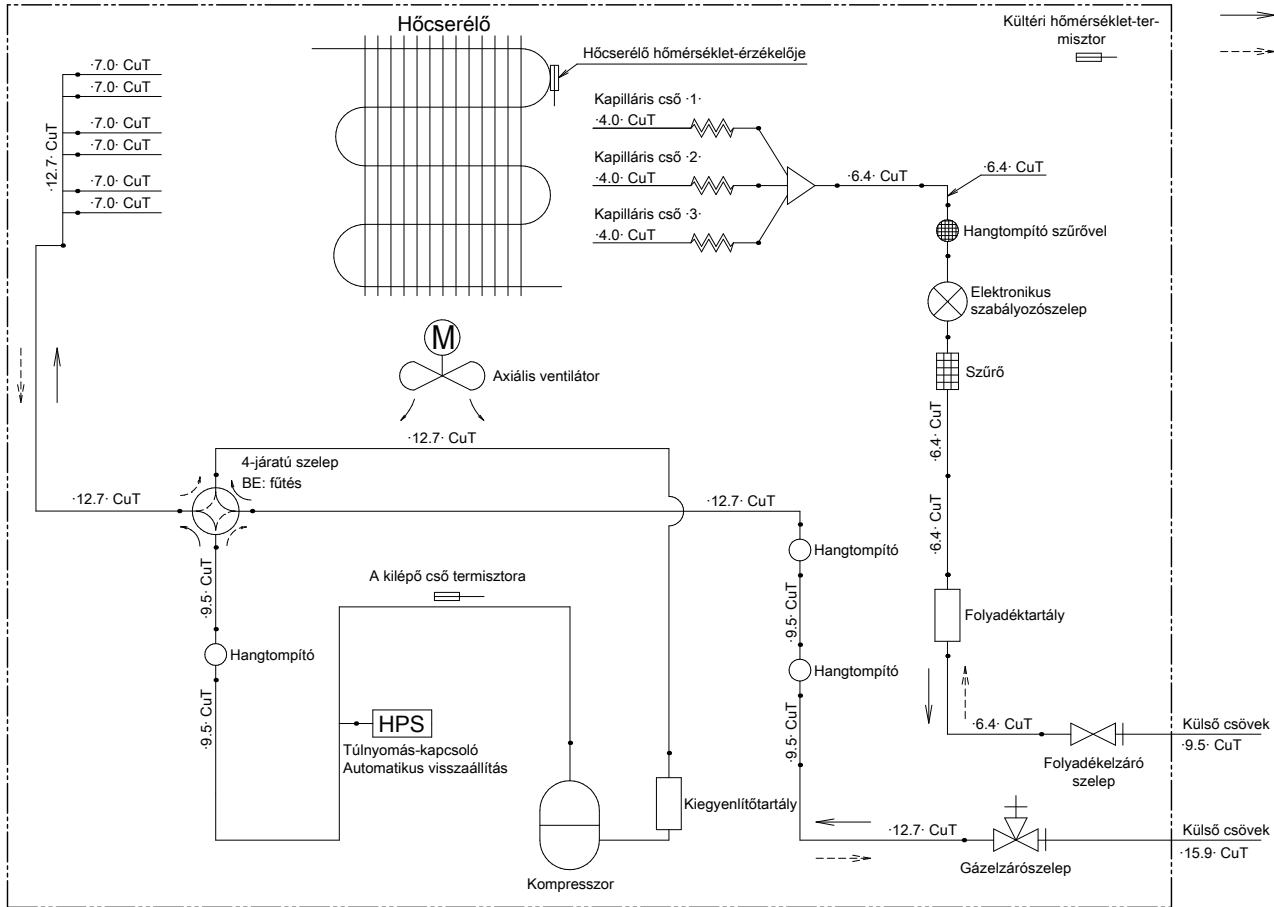 Hőcserélő
Kültéri hőmérséklet-ter-
misztor
Hőcserélő hőmérséklet-érzékelője
·7.0· CuT
·7.0· CuT
·7.0· CuT
·7.0· CuT
·7.0· CuT
·7.0· CuT
·12.7· CuT
Kapilláris cső ·1·
·4.0· CuT
Kapilláris cső ·2·
·4.0· CuT
Kapilláris cső ·3·
·4.0· CuT
·6.4· CuT
·6.4· CuT
Hangtompító szűrővel
Elektronikus
szabályozószelep
Szűrő
M
Axiális ventilátor
·12.7· CuT
·6.4· CuT
4-járatú szelep
BE: fűtés
·12.7· CuT
·12.7· CuT
·6.4· CuT
Hangtompító
A kilépő cső termisztora
·9.5· CuT
·9.5· CuT
Folyadéktartály
Hangtompító
Hangtompító
·9.5· CuT
·9.5· CuT
HPS
Túlnyomás-kapcsoló
Automatikus visszaállítás
·6.4· CuT
Külső csövek
·9.5· CuT
Folyadékelzáró
szelep
Kiegyenlítőtartály
·12.7· CuT
Külső csövek
·15.9· CuT
Gázelzárószelep
Kompresszor